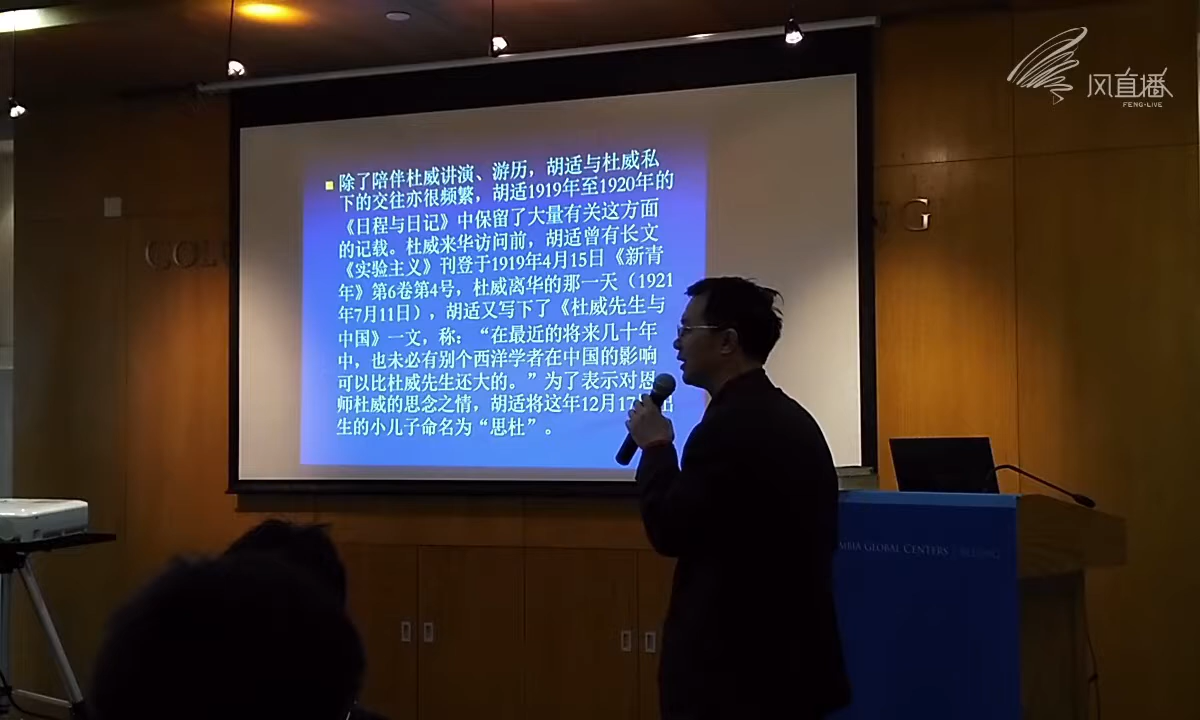 风直播
FENG·LIVE
除了陪伴杜威讲演、游历，胡适与杜威私
下的交往亦很频繁，胡适1919年至1920年的
《日程与日记》中保留了大量有关这方面
的记载。杜威来华访问前，胡适曾有长文
《实验主义》刊登于1919年4月15日《新青
年》第6卷第4号，杜威离华的那一天（1921
年7月11日），胡适又写下了《杜威先生与
中国》一文，称：“在最近的将来几十年
中，也未必有别个西洋学者在中国的影响
可以比杜威先生还大的。”为了表示对恩
师杜威的思念之情，胡适将这年12月17 出
生的小儿子命名为“思杜”。
COLU
NG
MBIA GLOBAL CENTERS | BEIJING